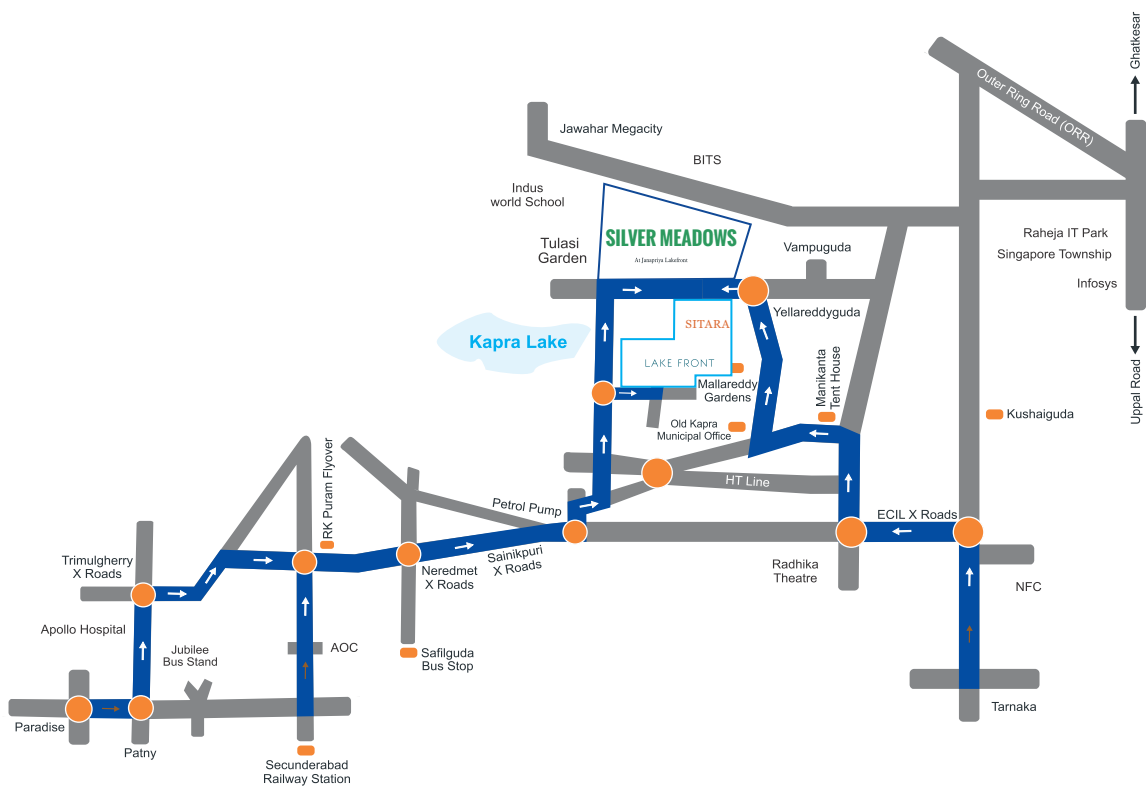 Ghatkesar
Outer Ring Road (ORR)
Jawahar Megacity
BITS
Indus
world School
SILVER MEADOWS
At Janapriya Lakefront
Tulasi
Garden
Vampuguda
Raheja IT Park
Singapore Township
Infosys
Yellareddyguda
SITARA
LAKE FRONT
Kapra Lake
Mallareddy
Gardens
Manikanta
Tent House
Uppal Road
Kushaiguda
Old Kapra
Municipal Office
HT Line
RK Puram Flyover
Petrol Pump
ECIL X Roads
Sainikpuri
X Roads
Trimulgherry
X Roads
Neredmet
X Roads
Radhika
Theatre
NFC
Apollo Hospital
Jubilee
Bus Stand
AOC
Safilguda
Bus Stop
Tarnaka
Paradise
Patny
Secunderabad
Railway Station